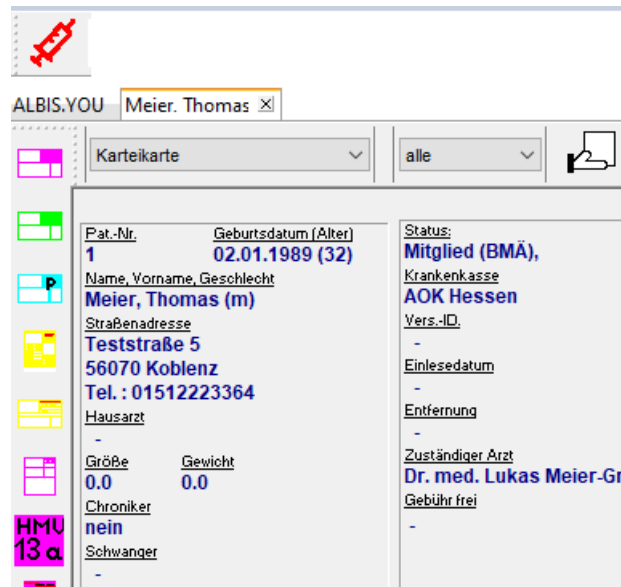 ALBIS.YOU Meier. Thomas
Karteikarte alle
P
HMV
13 a
Pat.-Nr. Geburtsdatum (Alter)
1 02.01.1989 (32)
Name, Vorname, Geschlecht
Meier, Thomas (m)
Straßenadresse
Teststraße 5
56070 Koblenz
Tel. : 01512223364
Hausarzt
-
Größe Gewicht
0.0 0.0
Chroniker
nein
Schwanger
-
Status:
Mitglied (BMÄ),
Krankenkasse
AOK Hessen
Vers.-ID.
-
Einlesedatum
-
Entfernung
-
Zuständiger Arzt
Dr. med. Lukas Meier-Gr
Gebühr frei
-